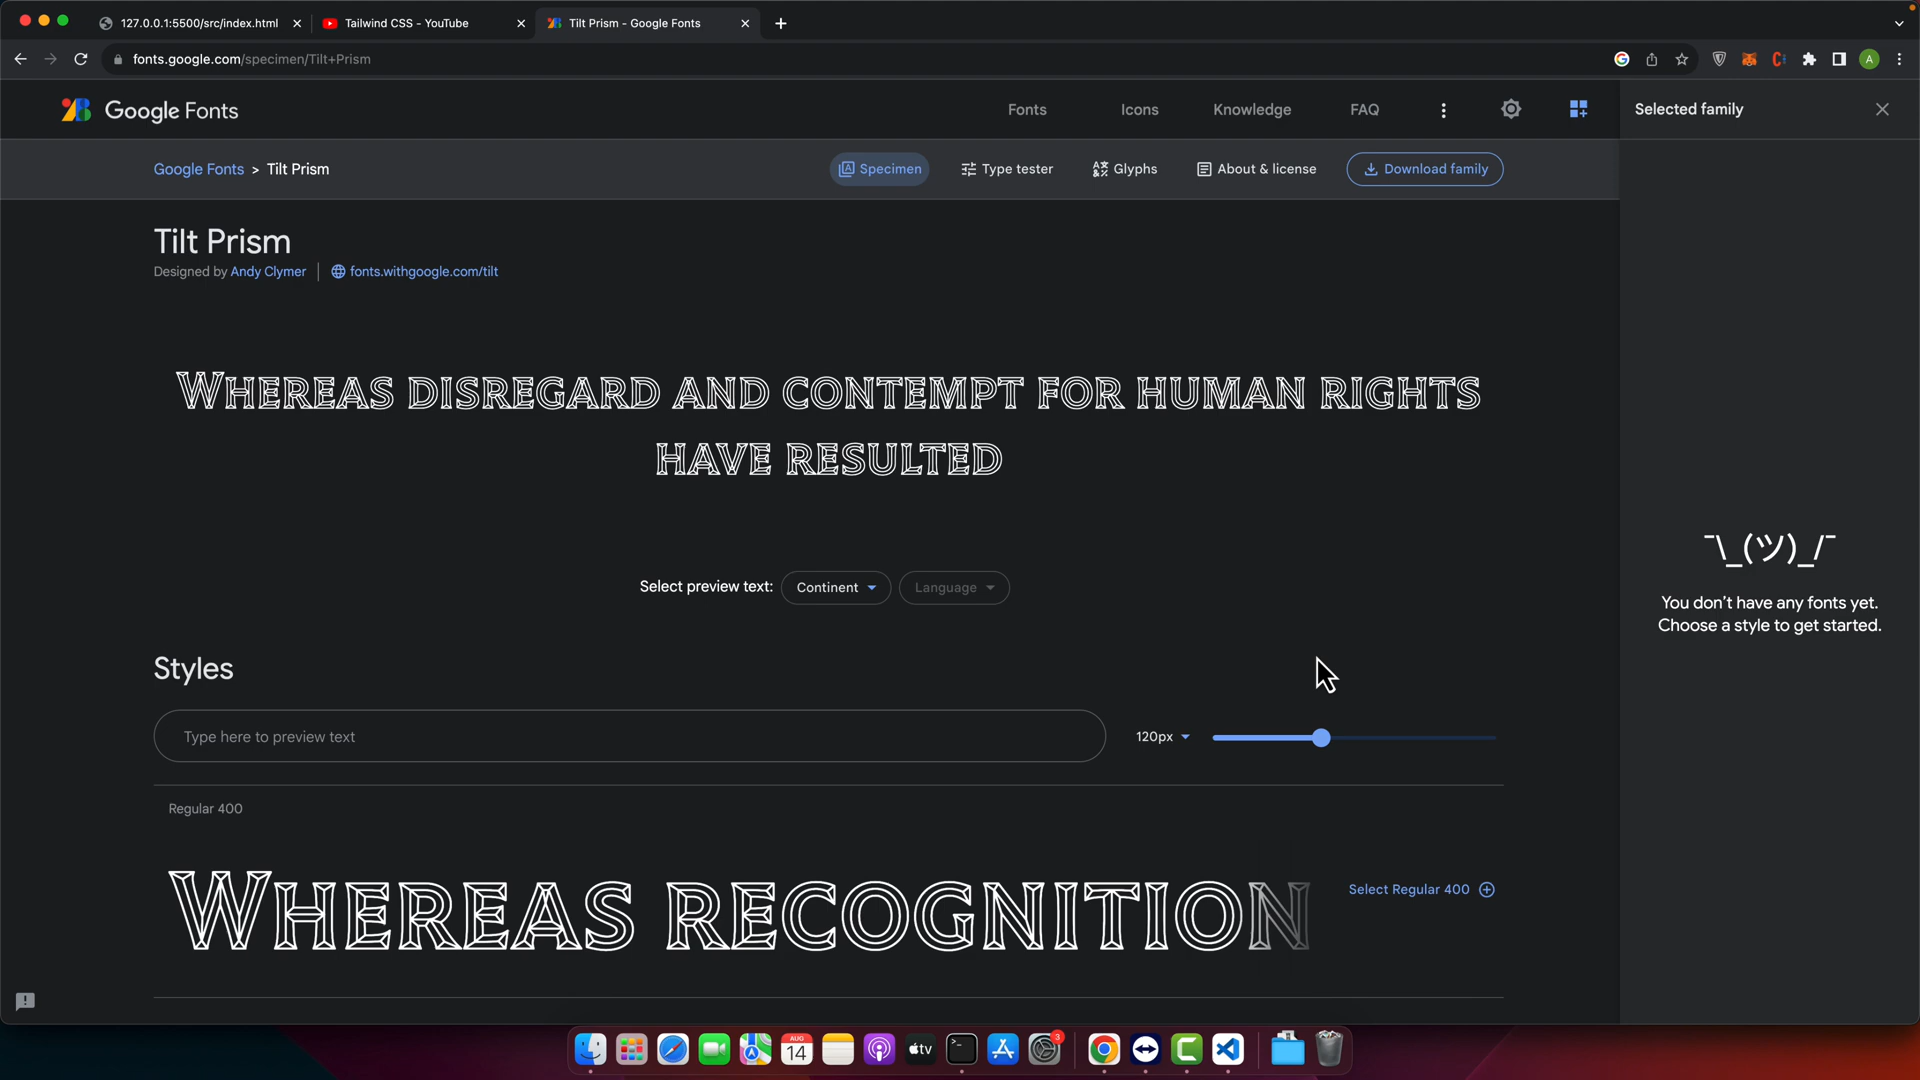 127.0.0.1:5500/src/index.html
Tailwind CSS - YouTube
Tilt Prism - Google Fonts
fonts.google.com/specimen/Tilt+Prism
A
Google Fonts
Fonts
Icons
Knowledge
FAQ
Selected family
Google Fonts > Tilt Prism
Specimen
Type tester
Glyphs
About & license
Download family
Tilt Prism
Designed by Andy Clymer
fonts.withgoogle.com/tilt
Whereas disregard and contempt for human rights
have resulted
Select preview text:
Continent
Language
¯\_(ツ)_/¯
You don’t have any fonts yet.
Choose a style to get started.
Styles
Type here to preview text
120px
Regular 400
Whereas recognition
Select Regular 400
AUG
14
tv
3